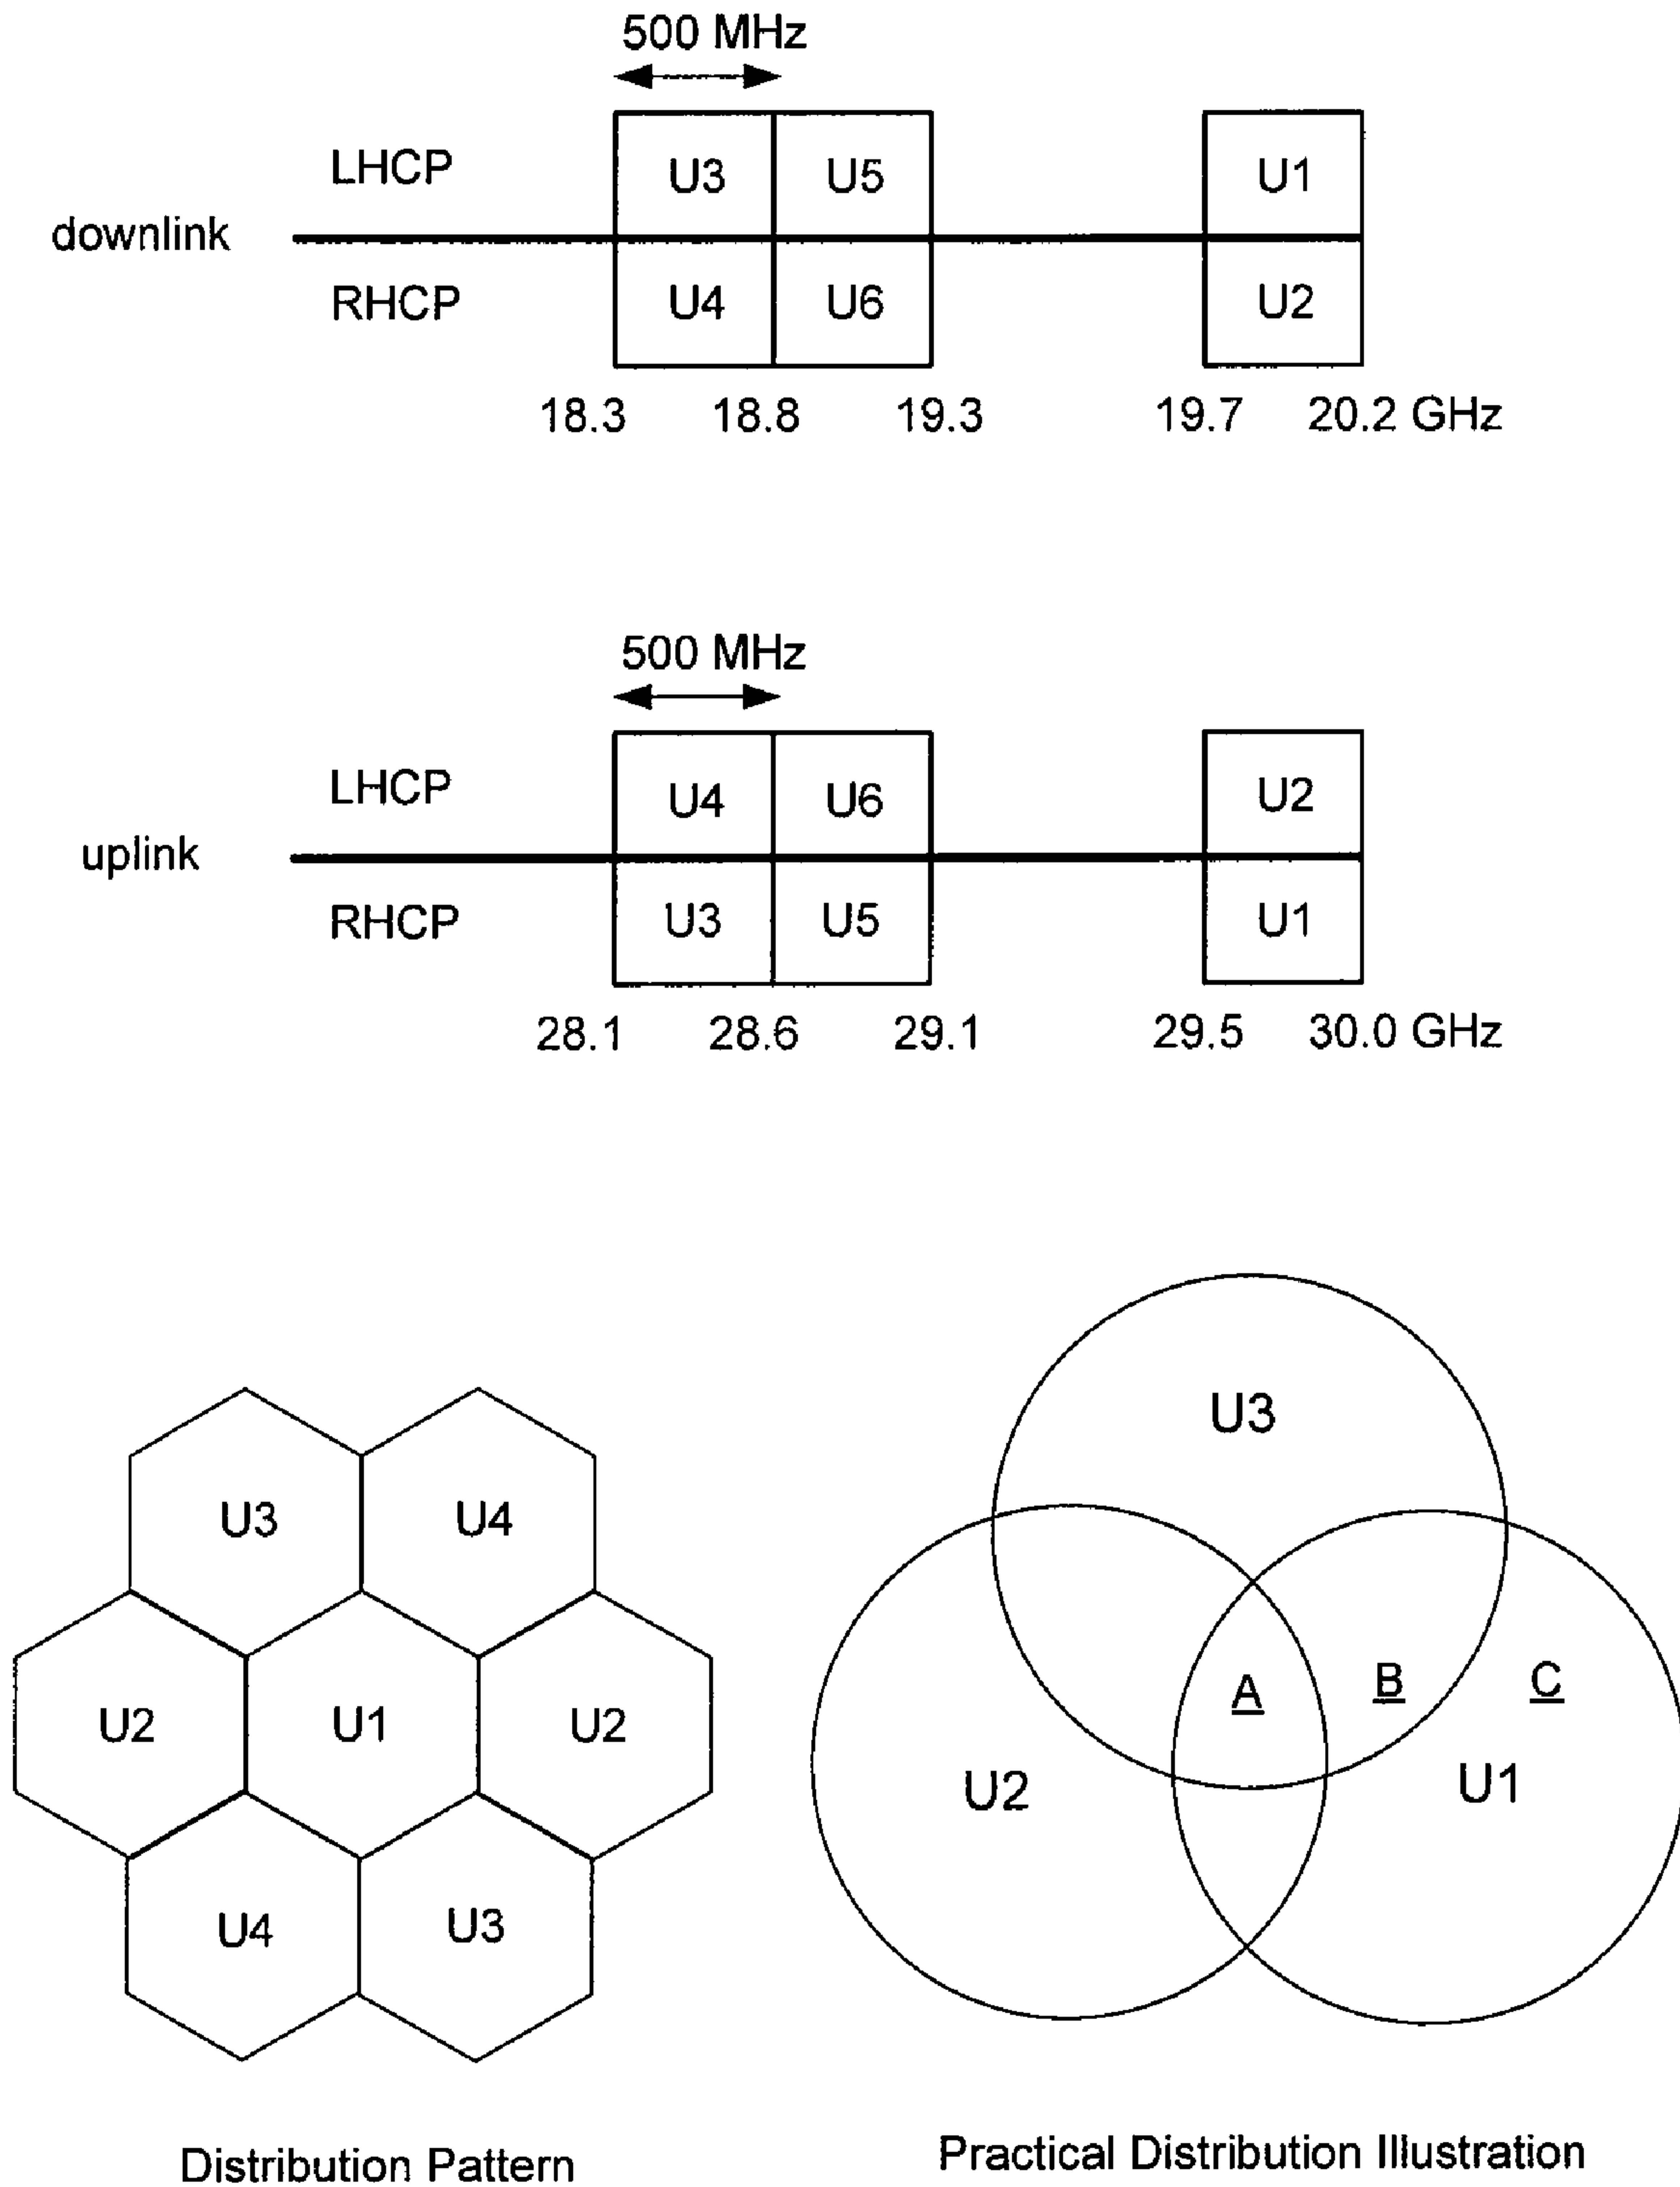 500 MHz
LHCP U3 U5 U1
downlink
RHCP U4 U6 U2
18.3 18.8 19.3 19.7 20.2 GHz
500 MHz
LHCP U4 U6 U2
uplink
RHCP U3 U5 U1
28.1 28.6 29.1 29.5 30.0 GHz
U3 U4
U2 U1 U2
U4 U3
Distribution Pattern
U3
A B C
U2 U1
Practical Distribution Illustration